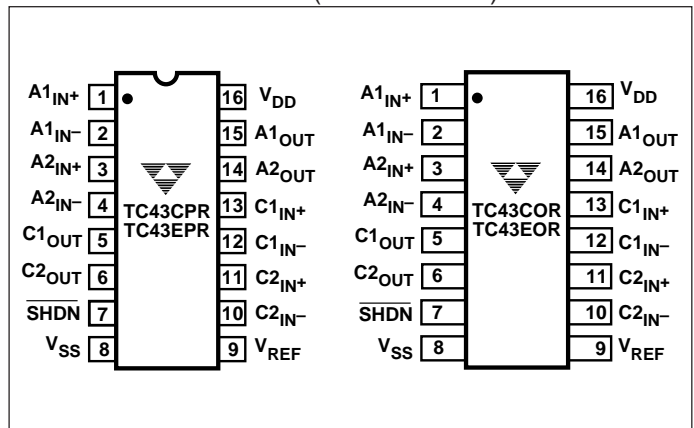 A1IN+ 1 16 VDD
A1IN– 2 15 A1OUT
A2IN+ 3 14 A2OUT
A2IN– 4 TC43CPR 13 C1IN+
C1OUT 5 TC43EPR 12 C1IN–
C2OUT 6 11 C2IN+
SHDN 7 10 C2IN–
VSS 8 9 VREF
A1IN+ 1 16 VDD
A1IN– 2 15 A1OUT
A2IN+ 3 14 A2OUT
A2IN– 4 TC43COR 13 C1IN+
C1OUT 5 TC43EOR 12 C1IN–
C2OUT 6 11 C2IN+
SHDN 7 10 C2IN–
VSS 8 9 VREF